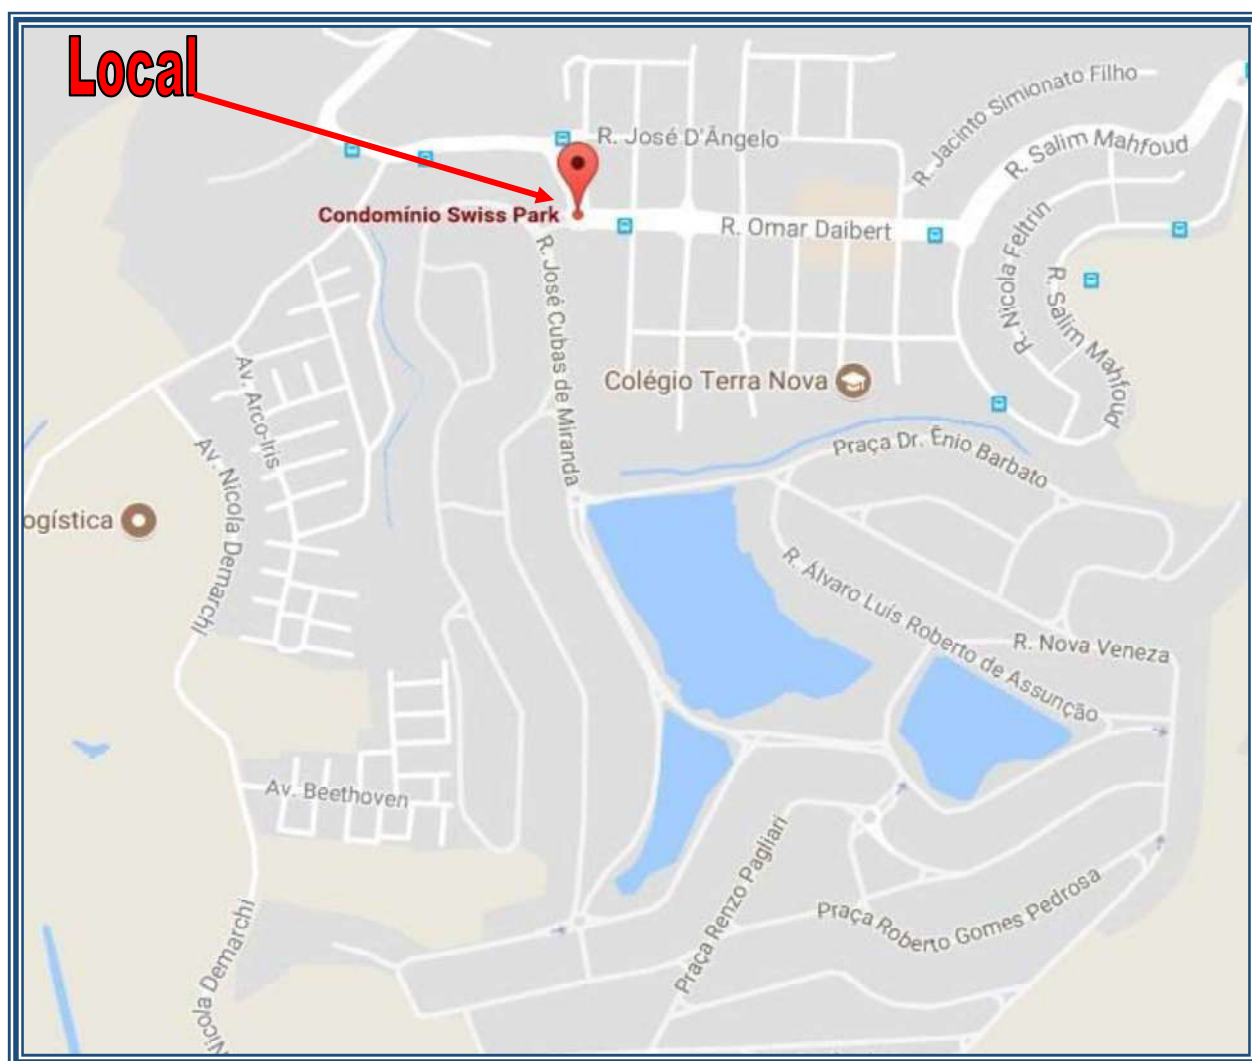 Local
R. Jacinto Simionato Filho
R. José D'Ângelo
R. Salim Mahfoud
Condomínio Swiss Park
R. Omar Daibert
R. Nicola Feltrin
R. Salim Mahfoud
R. José Cubas de Miranda
Av. Arco-Iris
Colégio Terra Nova
Av. Nicola Demarchi
Praça Dr. Ênio Barbato
ogística
R. Álvaro Luís Roberto de Assunção
R. Nova Veneza
Av. Beethoven
Praça Renzo Pagliari
Praça Roberto Gomes Pedrosa
Nicola Demarchi